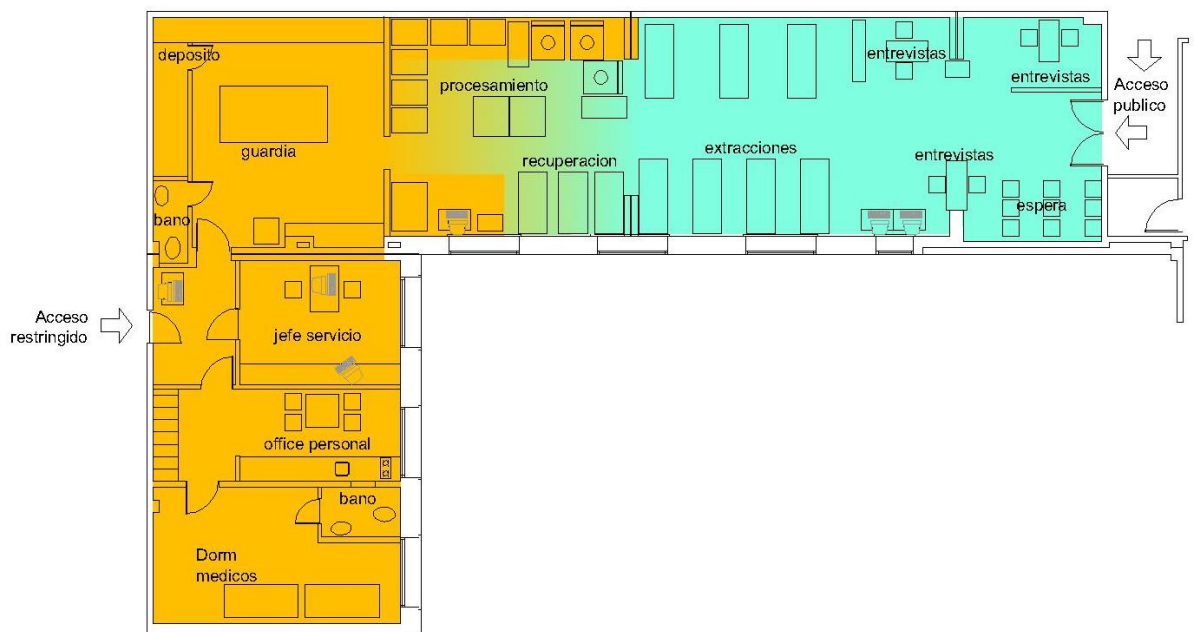 deposito
procesamiento
entrevistas
entrevistas
Acceso
publico
guardia
recuperacion
extracciones
entrevistas
espera
bano
Acceso
restringido
jefe servicio
office personal
bano
Dorm
medicos